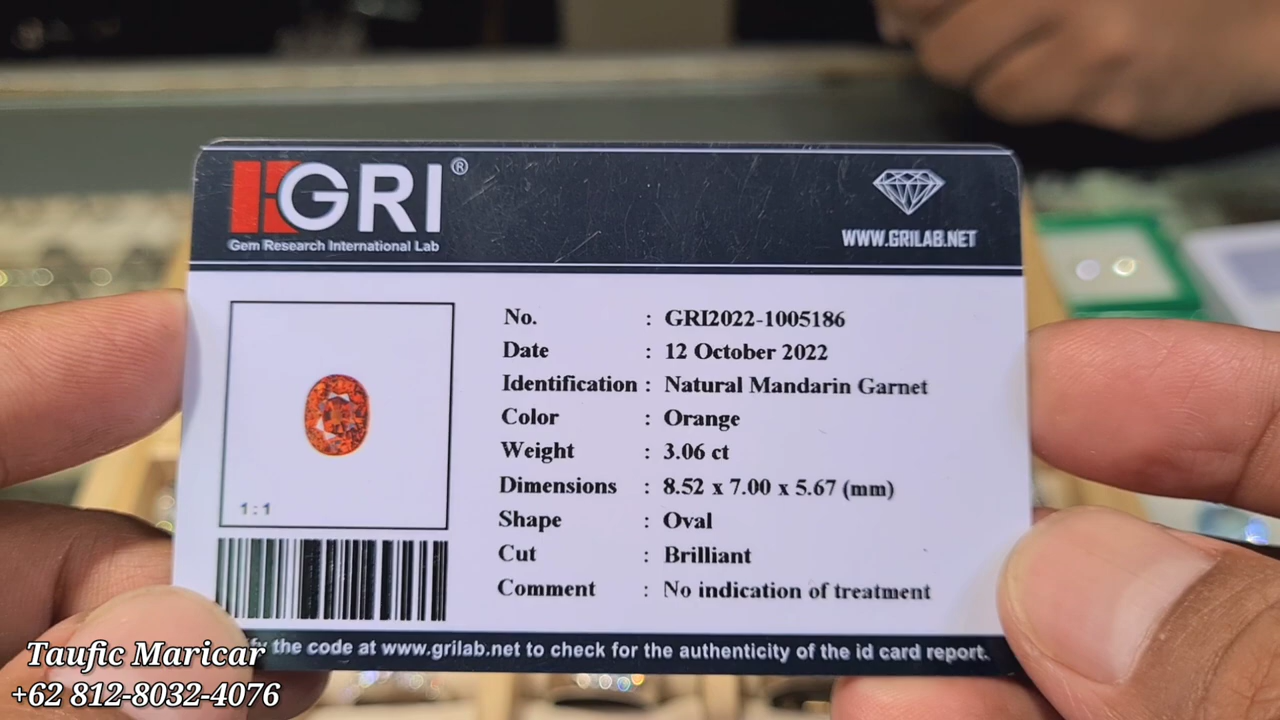 GRI®
Gem Research International Lab
WWW.GRILAB.NET
No. : GRI2022-1005186
Date : 12 October 2022
Identification : Natural Mandarin Garnet
Color : Orange
Weight : 3.06 ct
Dimensions : 8.52 x 7.00 x 5.67 (mm)
Shape : Oval
Cut : Brilliant
Comment : No indication of treatment
1:1
the code at www.grilab.net to check for the authenticity of the id card report.
Taufic Maricar
+62 812-8032-4076